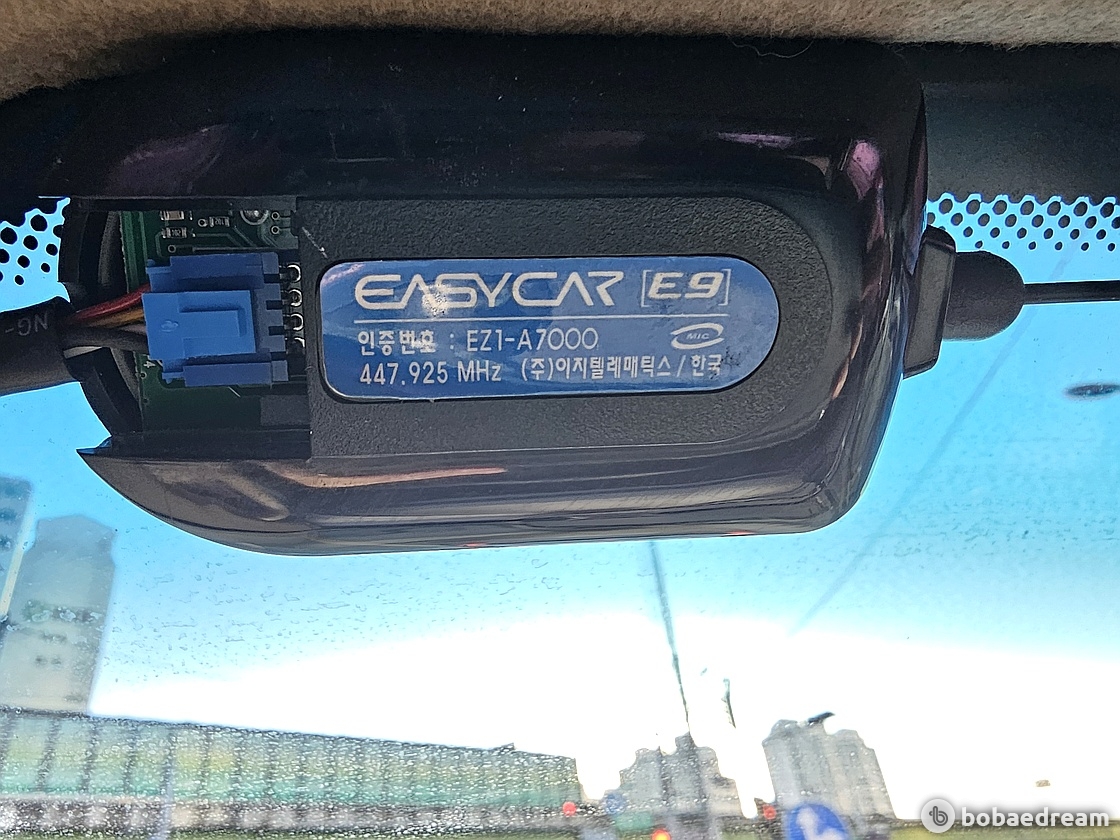 EASYCAR [E9]
인증번호 : EZ1-A7000 MIC
447.925 MHz (주)이지텔레매틱스 / 한국
NG-
bobaedream